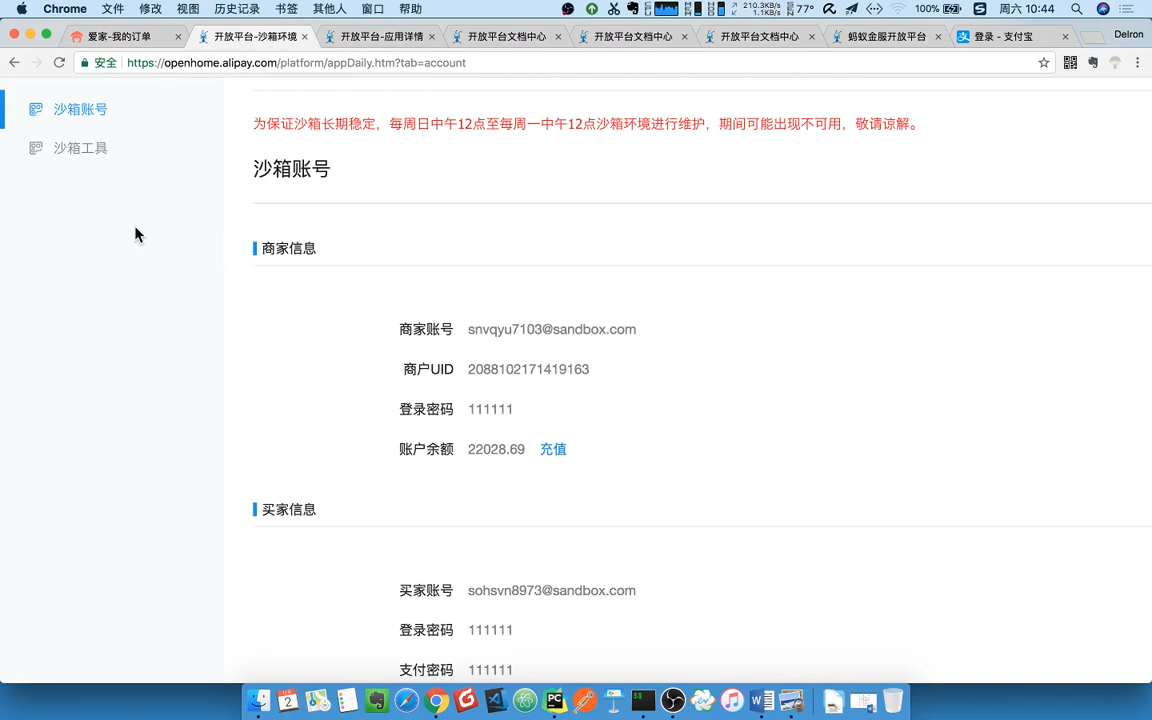 Chrome 文件 修改 视图 历史记录 书签 其他人 窗口 帮助 210.3KB/s 1.1KB/s 77° 100% 周六 10:44
爱家-我的订单 开放平台-沙箱环境 开放平台-应用详情 开放平台文档中心 开放平台文档中心 开放平台文档中心 蚂蚁金服开放平台 登录 - 支付宝 Delron
安全 https://openhome.alipay.com/platform/appDaily.htm?tab=account
沙箱账号
沙箱工具
为保证沙箱长期稳定，每周日中午12点至每周一中午12点沙箱环境进行维护，期间可能出现不可用，敬请谅解。
沙箱账号
商家信息
商家账号 snvqyu7103@sandbox.com
商户UID 2088102171419163
登录密码 111111
账户余额 22028.69 充值
买家信息
买家账号 sohsvn8973@sandbox.com
登录密码 111111
支付密码 111111